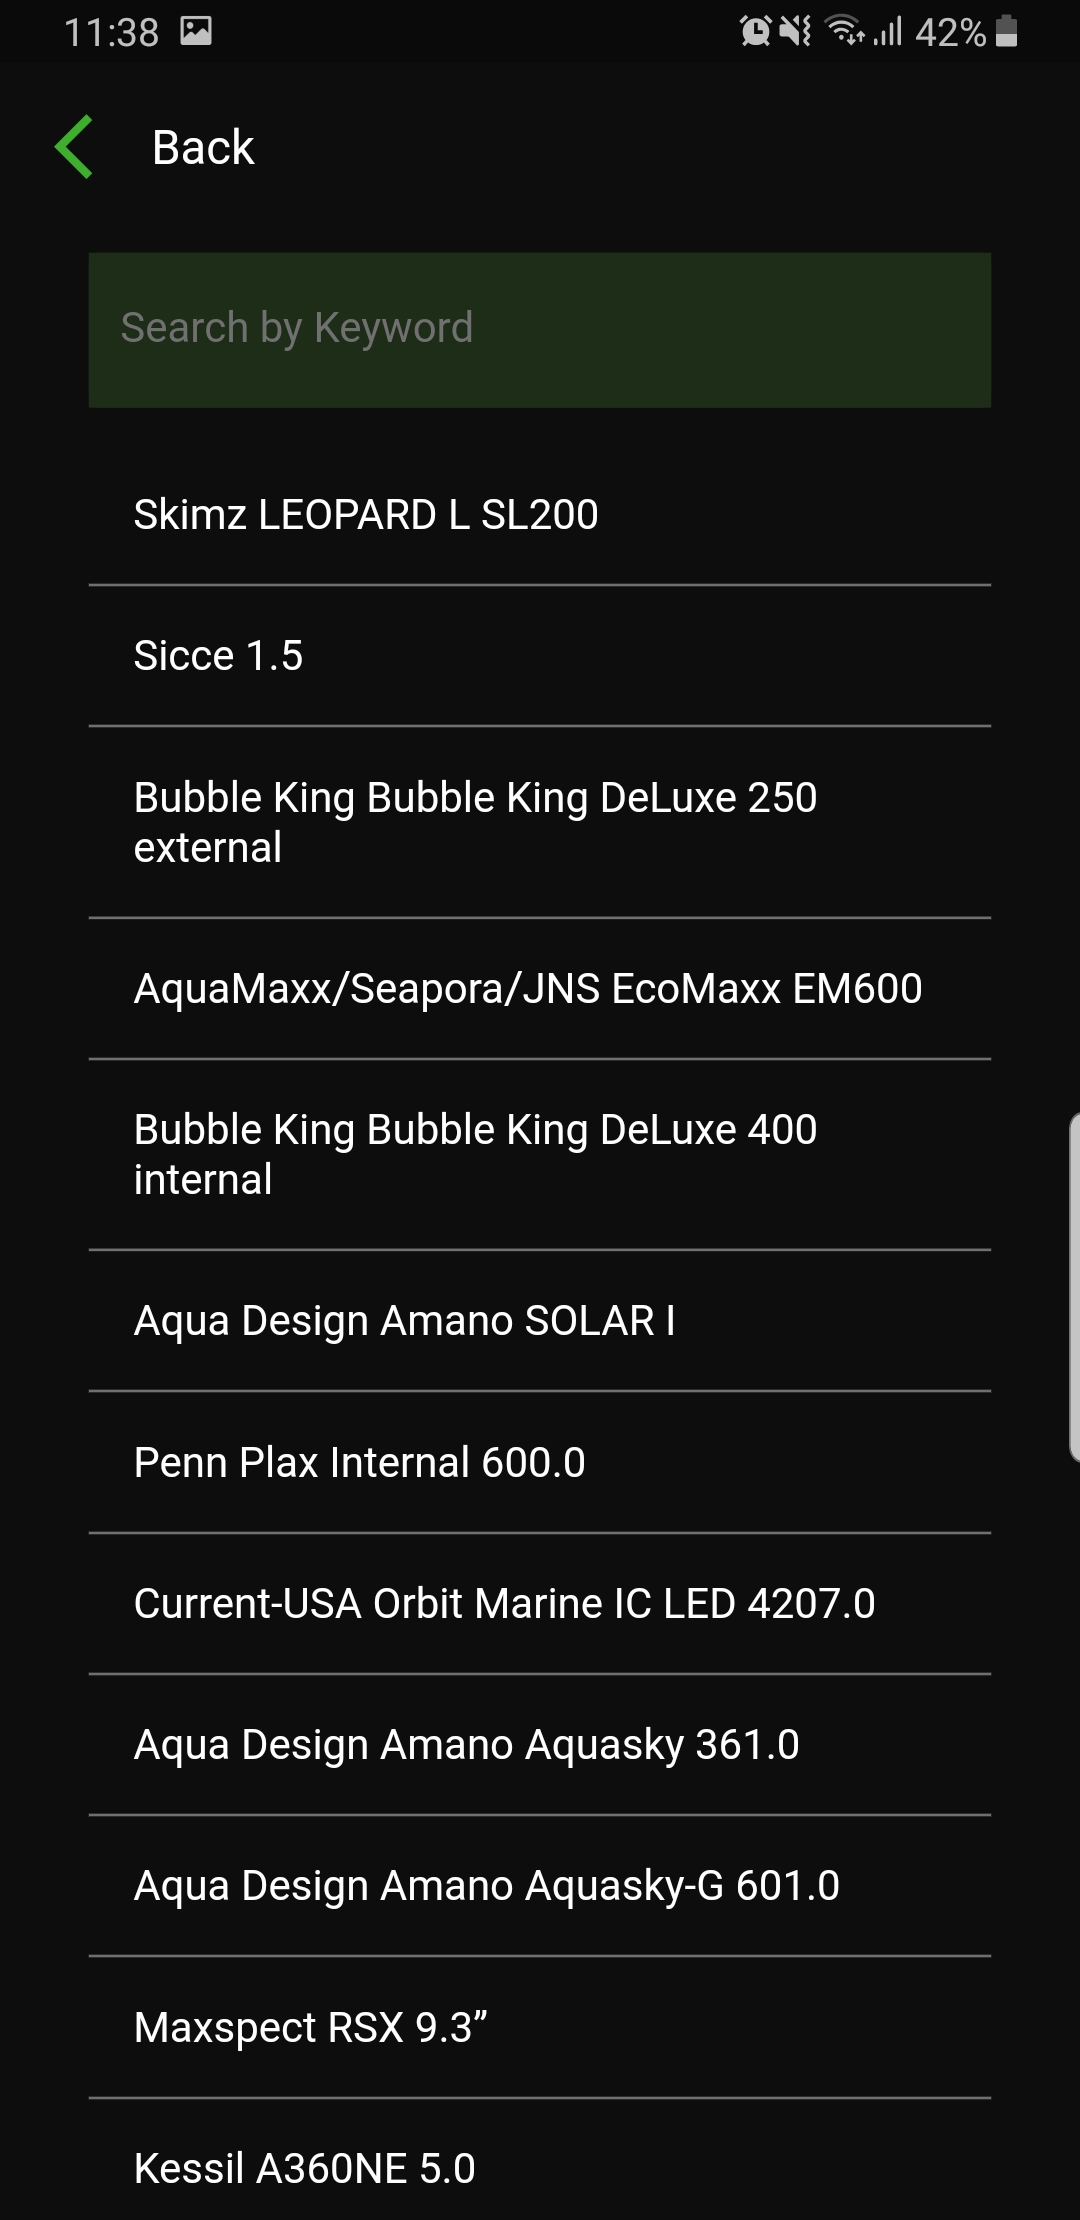 11:38
42%
Back
Search by Keyword
Skimz LEOPARD L SL200
Sicce 1.5
Bubble King Bubble King DeLuxe 250
external
AquaMaxx/Seapora/JNS EcoMaxx EM600
Bubble King Bubble King DeLuxe 400
internal
Aqua Design Amano SOLAR I
Penn Plax Internal 600.0
Current-USA Orbit Marine IC LED 4207.0
Aqua Design Amano Aquasky 361.0
Aqua Design Amano Aquasky-G 601.0
Maxspect RSX 9.3”
Kessil A360NE 5.0